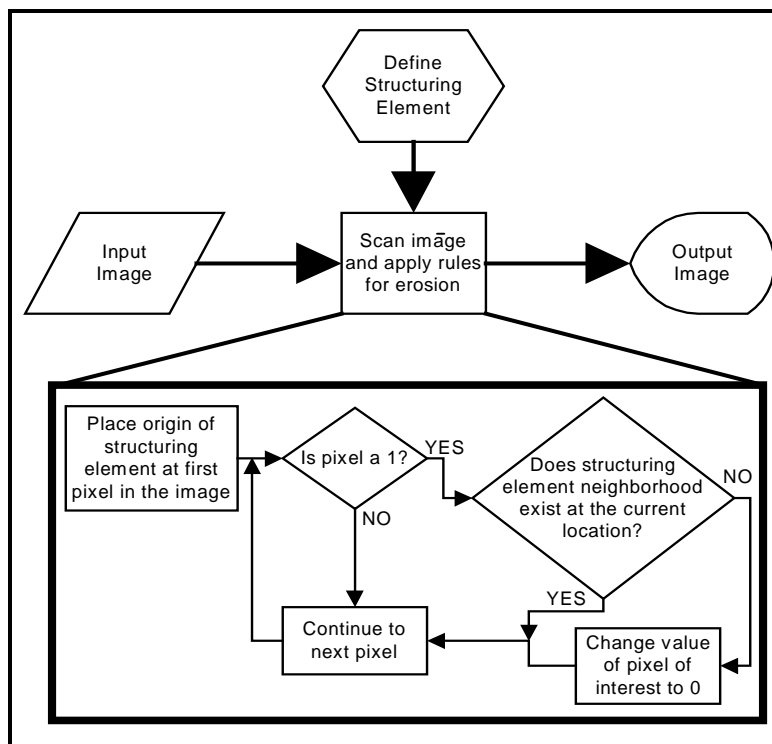 Define
Structuring
Element
Input
Image
Scan image
and apply rules
for erosion
Output
Image
Place origin of
structuring
element at first
pixel in the image
Is pixel a 1?
YES
NO
Does structuring
element neighborhood
exist at the current
location?
NO
YES
Continue to
next pixel
Change value
of pixel of
interest to 0